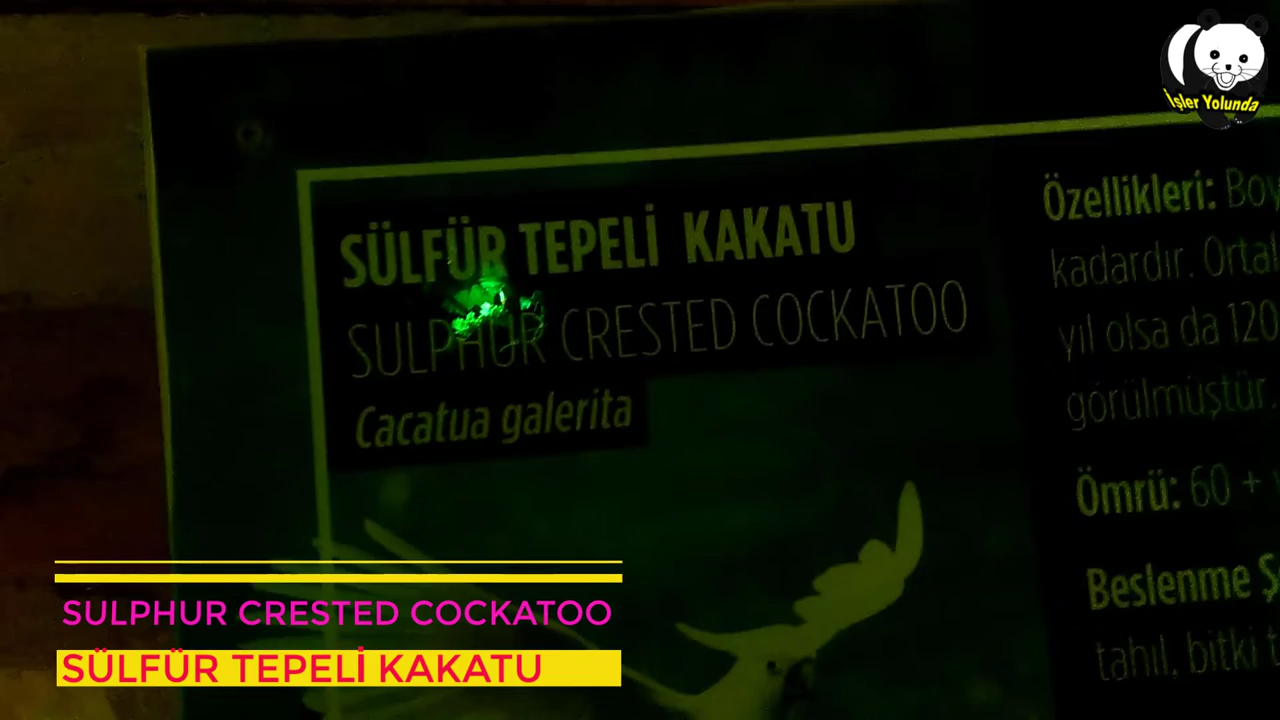 İşler Yolunda
SÜLFÜR TEPELİ KAKATU
SULPHUR CRESTED COCKATOO
Cacatua galerita
Özellikleri: Boy
kadardır. Ortal
yıl olsa da 120
görülmüştür.
Ömrü: 60 +
Beslenme Ş
tahıl, bitki t
SULPHUR CRESTED COCKATOO
SÜLFÜR TEPELİ KAKATU